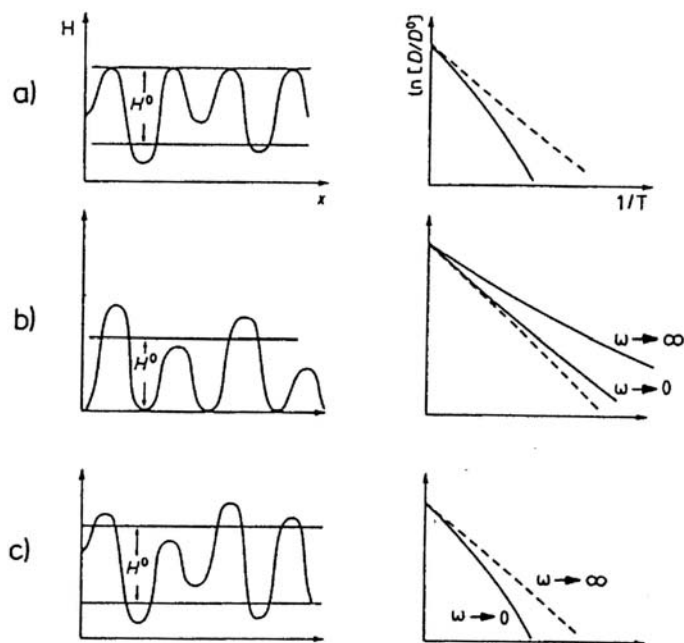 a)
H
H⁰
x
ln [D/D⁰]
1/T
b)
H⁰
ω → ∞
ω → 0
c)
H⁰
ω → ∞
ω → 0